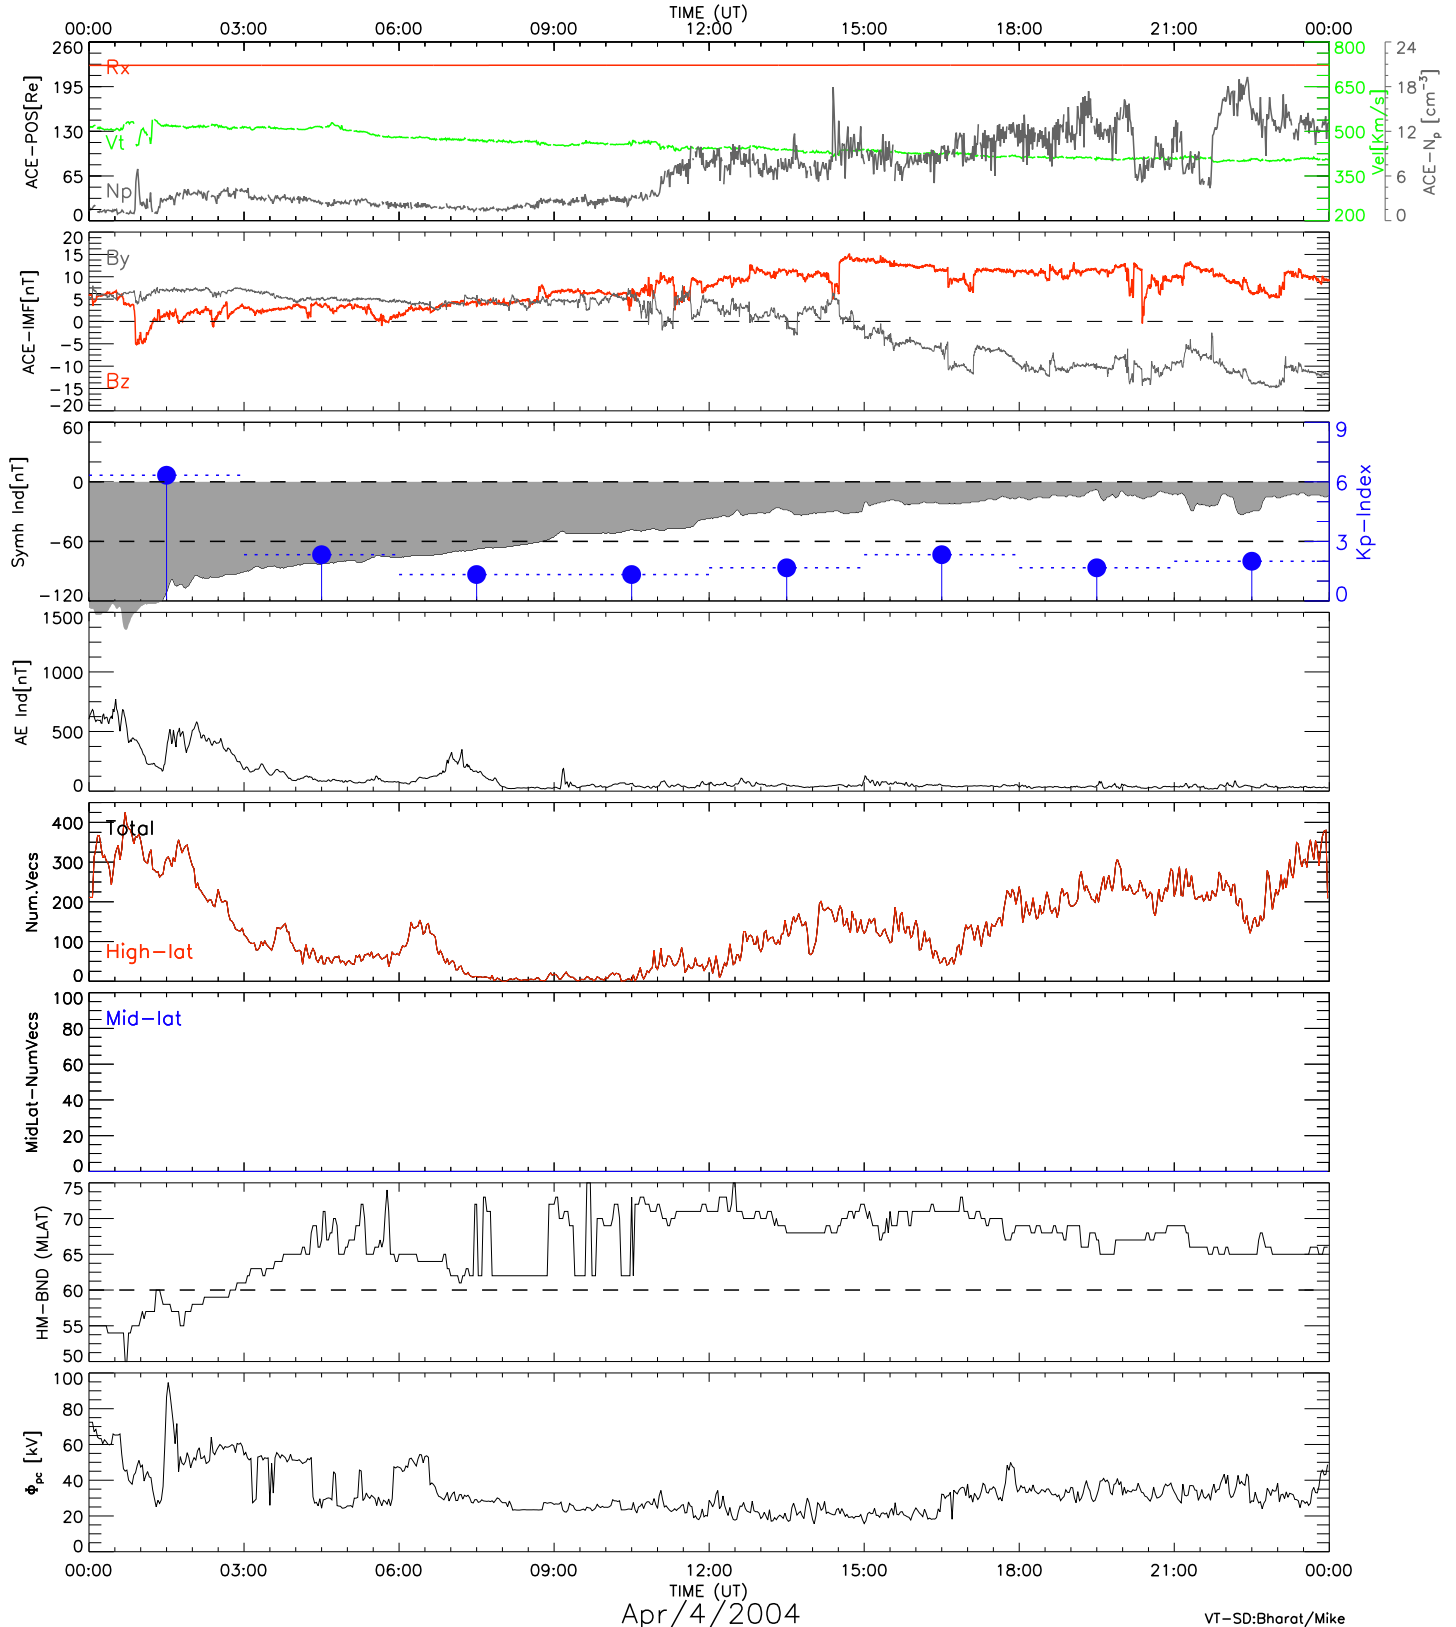 TIME (UT)
00:00 03:00 06:00 09:00 12:00 15:00 18:00 21:00 00:00
ACE-POS[Re]
260
195
130
65
0
Rx
Vt
Np
800
650
500
350
200
Vel[Km/s]
24
18
12
6
0
ACE-Np [cm-3]
ACE-IMF[nT]
20
15
10
5
0
-5
-10
-15
-20
By
Bz
Symh Ind[nT]
60
0
-60
-120
9
6
3
0
Kp-Index
AE Ind[nT]
1500
1000
500
0
Num.Vecs
400
300
200
100
0
Total
High-lat
MidLat-NumVecs
100
80
60
40
20
0
Mid-lat
HM-BND (MLAT)
75
70
65
60
55
50
Φpc [kV]
100
80
60
40
20
0
00:00 03:00 06:00 09:00 12:00 15:00 18:00 21:00 00:00
TIME (UT)
Apr/4/2004
VT-SD:Bharat/Mike